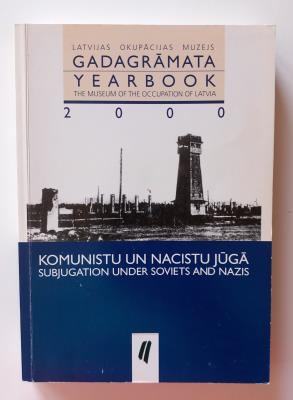 LATVIJAS OKUPĀCIJAS MUZEJS
GADAGRĀMATA
YEARBOOK
THE MUSEUM OF THE OCCUPATION OF LATVIA
2000
KOMUNISTU UN NACISTU JŪGĀ
SUBJUGATION UNDER SOVIETS AND NAZIS